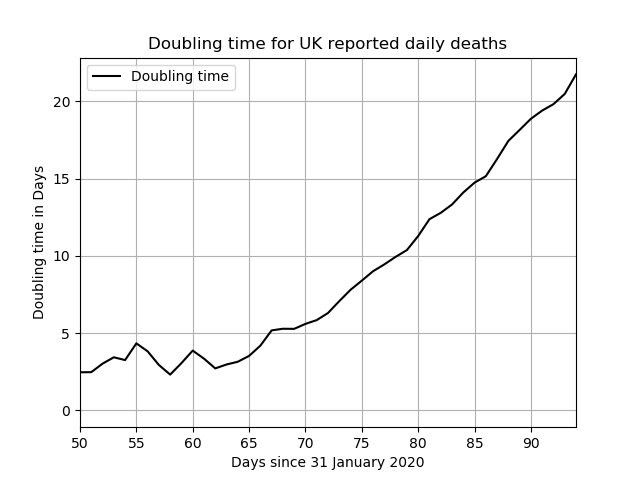 Doubling time for UK reported daily deaths
Doubling time
Doubling time in Days
20
15
10
5
0
50 55 60 65 70 75 80 85 90
Days since 31 January 2020